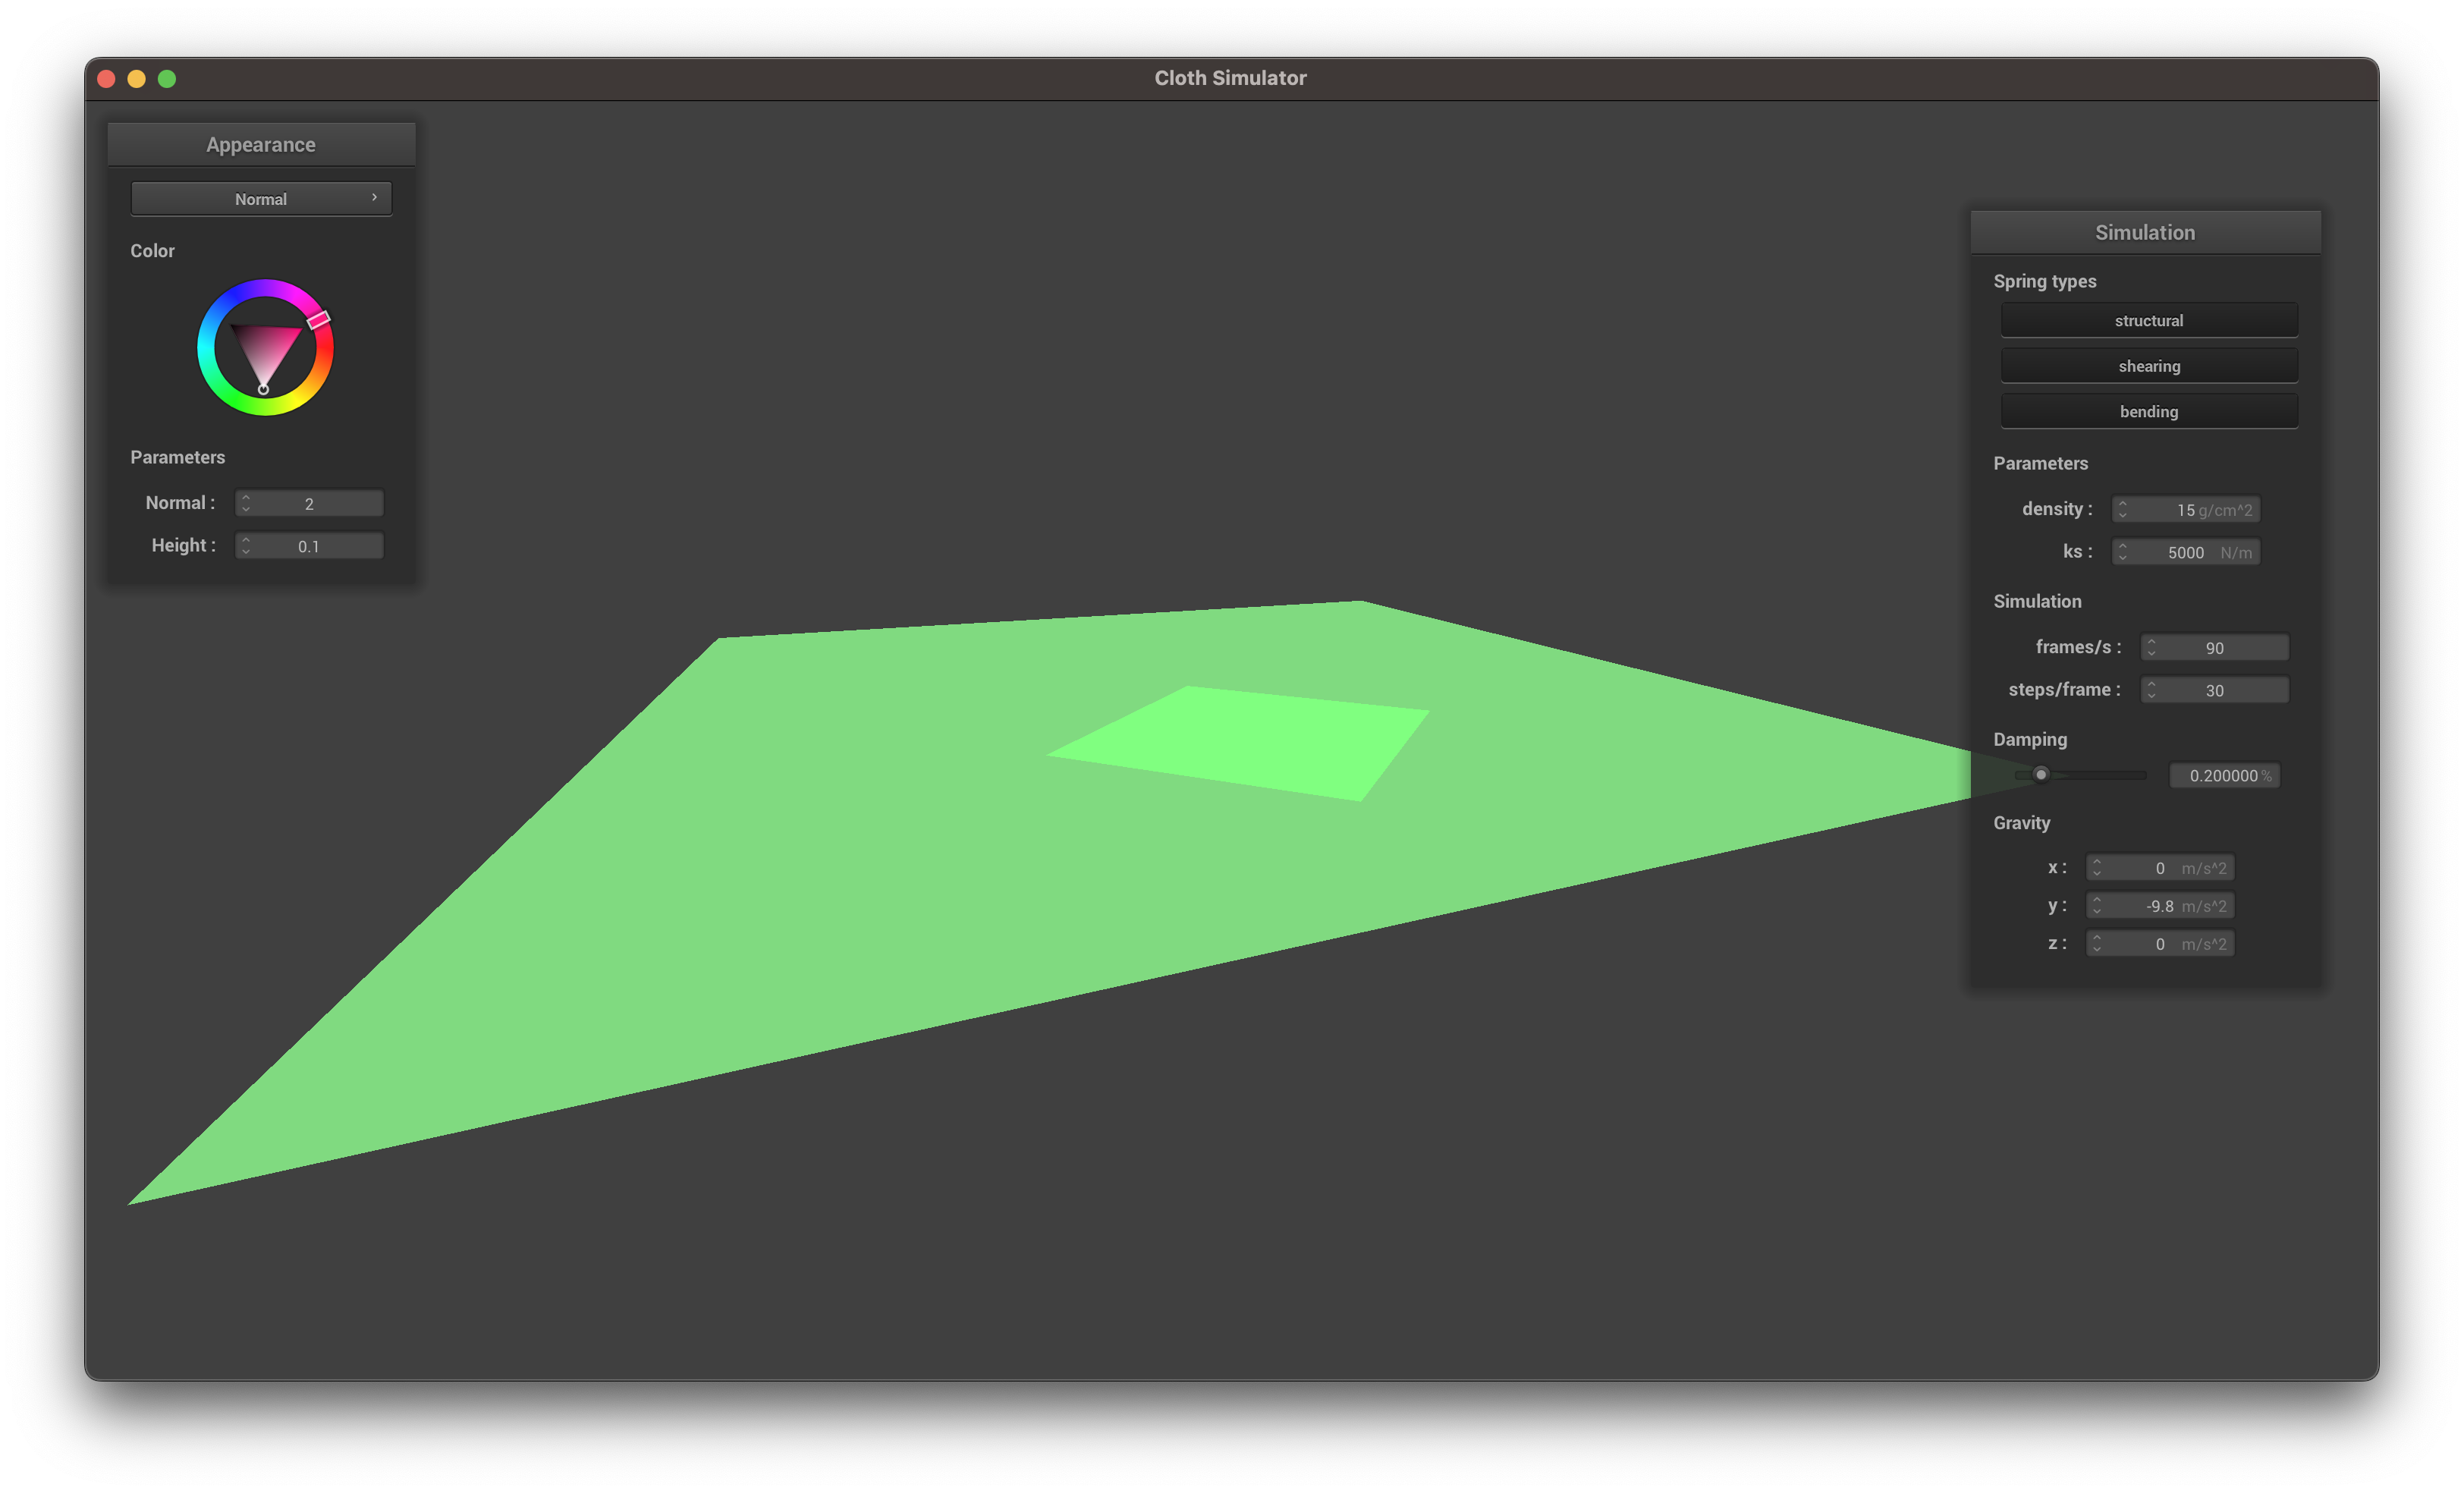 Cloth Simulator
Appearance
Normal
Color
Parameters
Normal : 2
Height : 0.1
Simulation
Spring types
structural
shearing
bending
Parameters
density : 15 g/cm^2
ks : 5000 N/m
Simulation
frames/s : 90
steps/frame : 30
Damping
0.200000 %
Gravity
x : 0 m/s^2
y : -9.8 m/s^2
z : 0 m/s^2